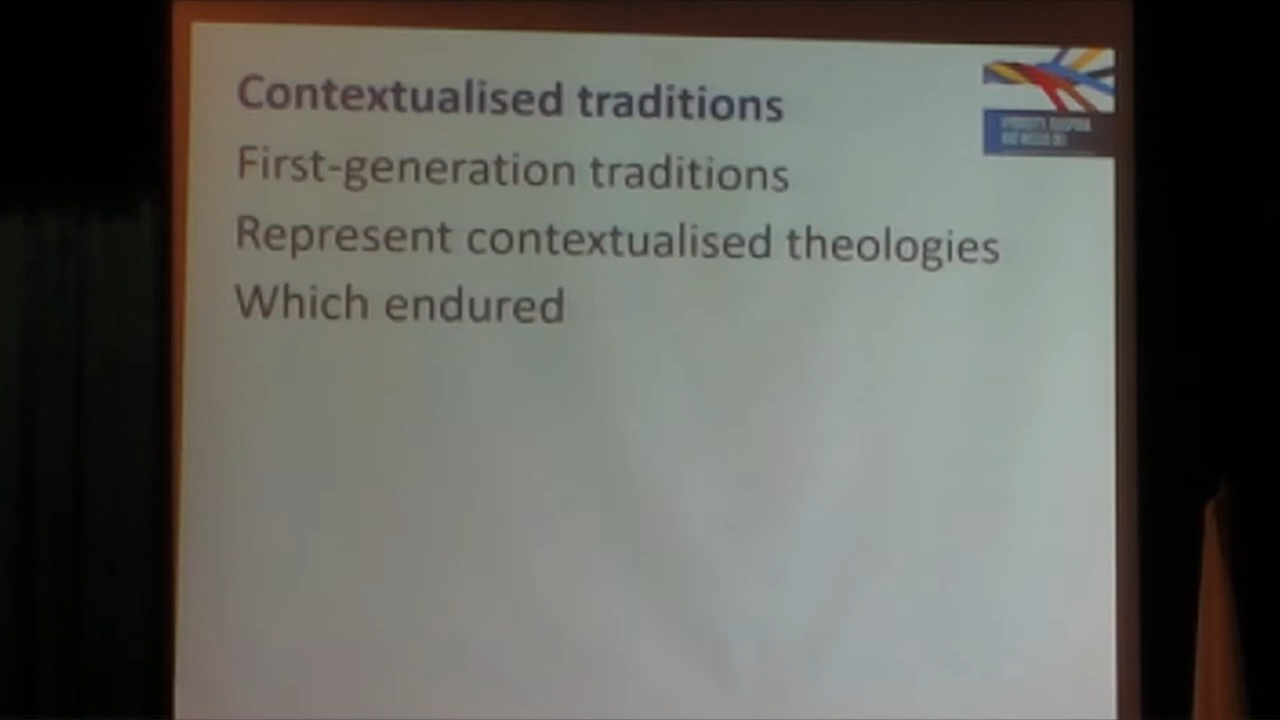 Contextualised traditions
First-generation traditions
Represent contextualised theologies
Which endured